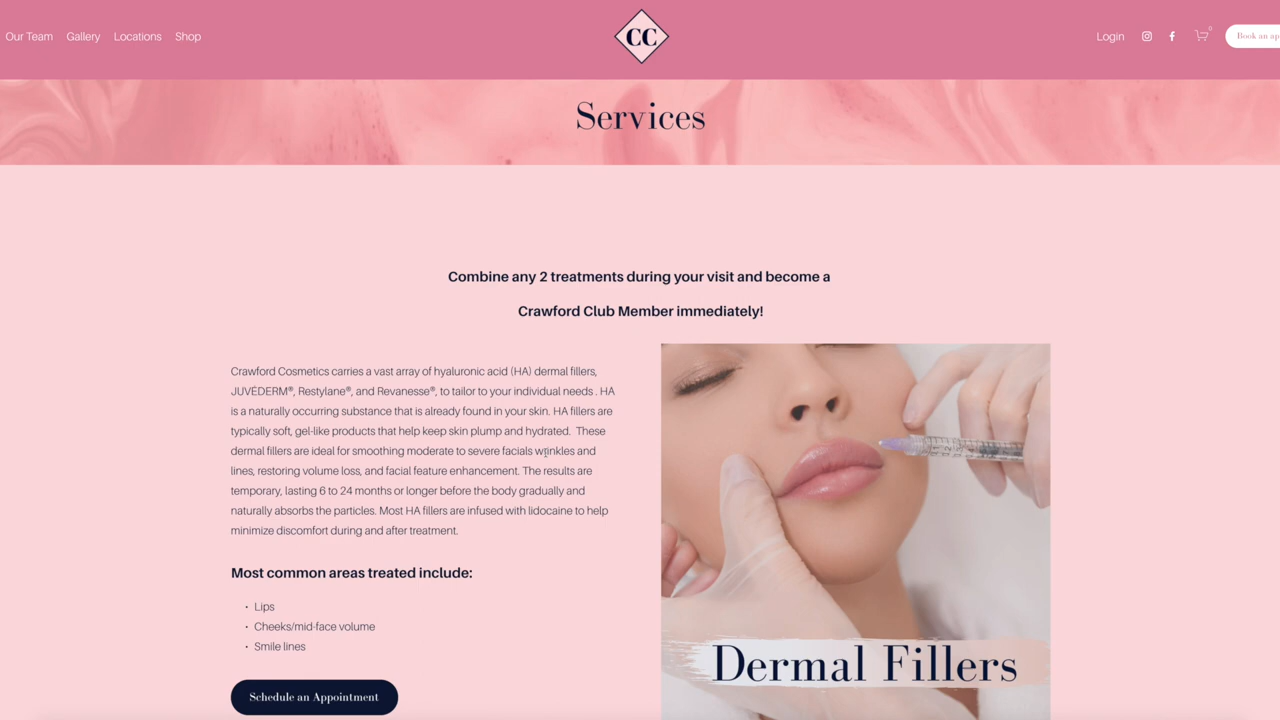 Our Team Gallery Locations Shop
CC
Login
0
Book an ap
Services
Combine any 2 treatments during your visit and become a
Crawford Club Member immediately!
Crawford Cosmetics carries a vast array of hyaluronic acid (HA) dermal fillers,
JUVÉDERM®, Restylane®, and Revanesse®, to tailor to your individual needs . HA
is a naturally occurring substance that is already found in your skin. HA fillers are
typically soft, gel-like products that help keep skin plump and hydrated.  These
dermal fillers are ideal for smoothing moderate to severe facials wrinkles and
lines, restoring volume loss, and facial feature enhancement. The results are
temporary, lasting 6 to 24 months or longer before the body gradually and
naturally absorbs the particles. Most HA fillers are infused with lidocaine to help
minimize discomfort during and after treatment.
Most common areas treated include:
• Lips
• Cheeks/mid-face volume
• Smile lines
Schedule an Appointment
Dermal Fillers